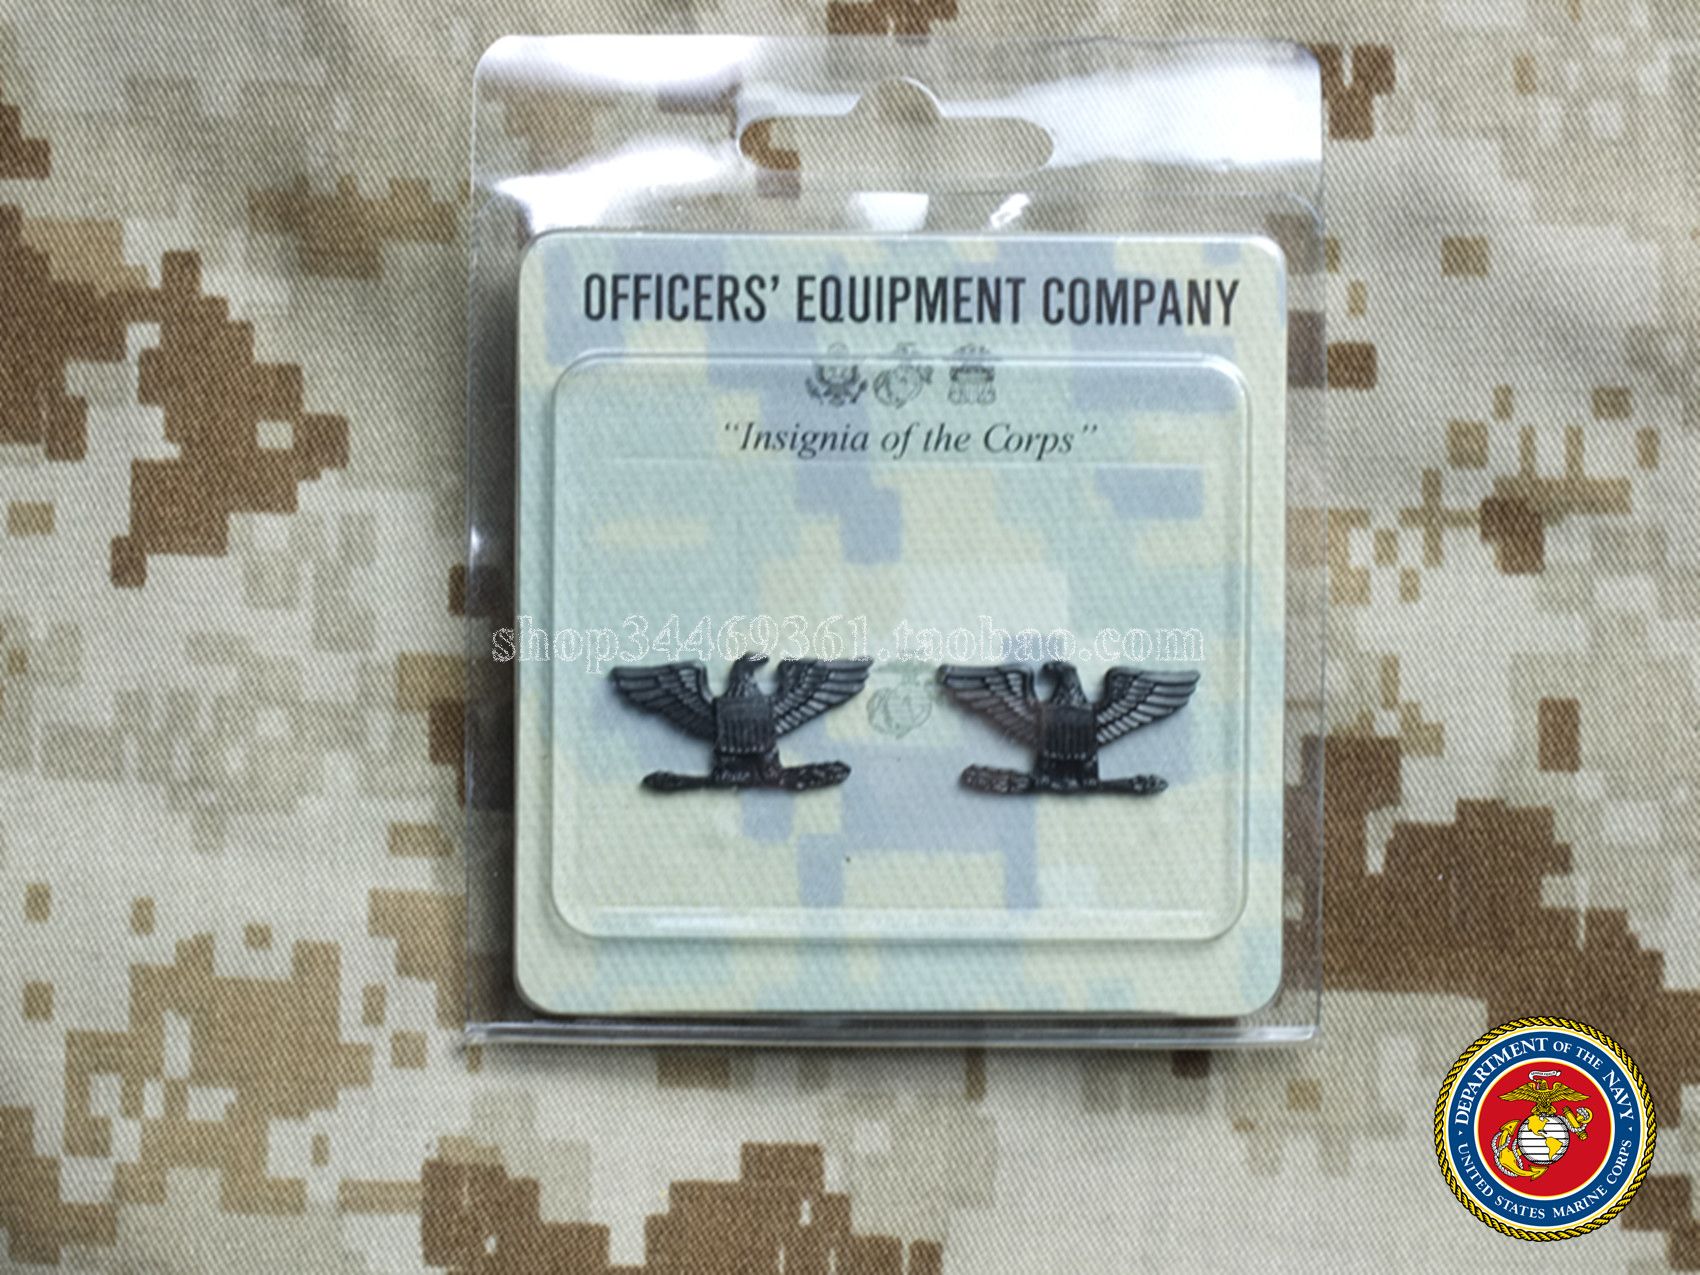 OFFICERS’ EQUIPMENT COMPANY
“Insignia of the Corps”
shop34469361.taobao.com
DEPARTMENT OF THE NAVY
UNITED STATES MARINE CORPS